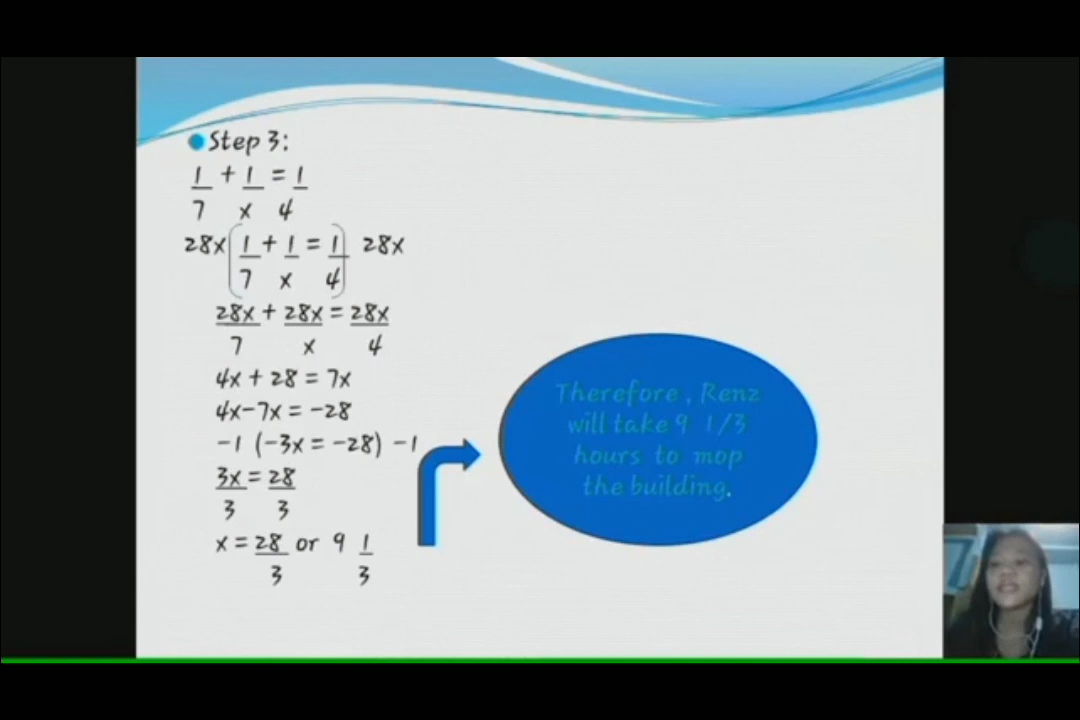 Step 3:
1/7 + 1/x = 1/4
28x (1/7 + 1/x = 1/4) 28x
28x/7 + 28x/x = 28x/4
4x + 28 = 7x
4x-7x = -28
-1 (-3x = -28) -1
3x/3 = 28/3
x = 28/3 or 9 1/3
Therefore, Renz
will take 9 1/3
hours to mop
the building.